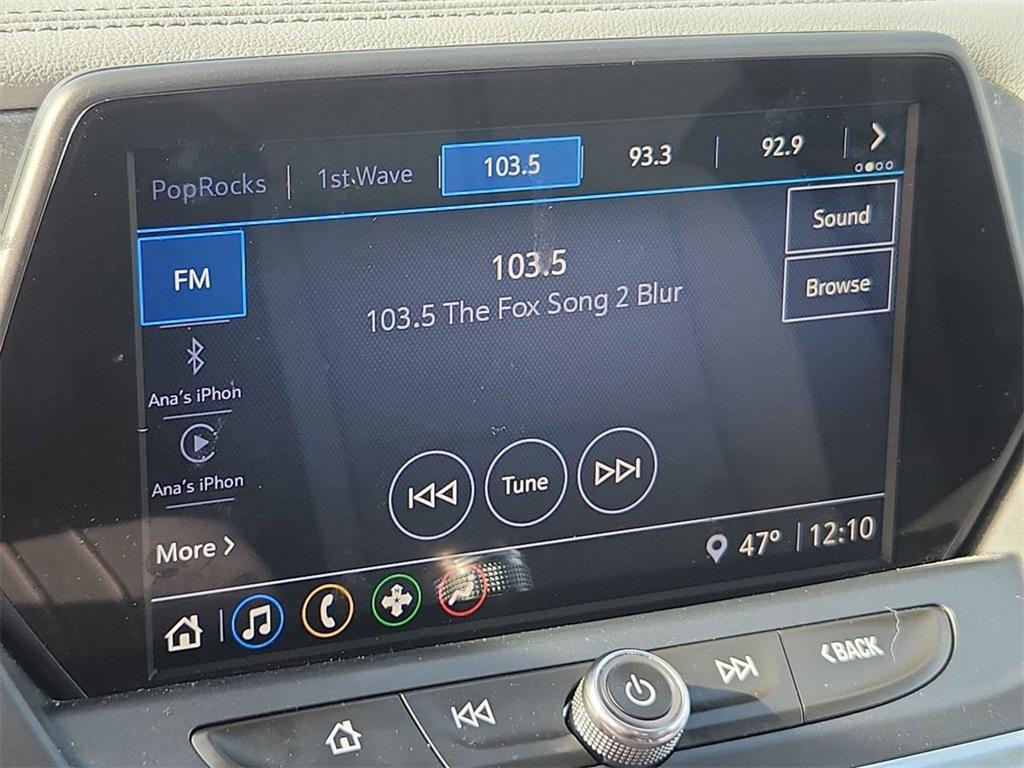 PopRocks 1st Wave 103.5 93.3 92.9
Sound
FM
103.5
Browse
103.5 The Fox Song 2 Blur
Ana's iPhon
Ana's iPhon
Tune
More
47° 12:10
BACK